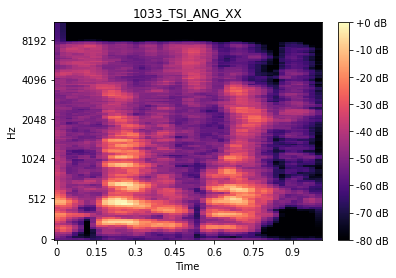 1033_TSI_ANG_XX
+0 dB
8192
-10 dB
4096
-20 dB
-30 dB
2048
Hz
-40 dB
1024
-50 dB
512
-60 dB
-70 dB
0
-80 dB
0 0.15 0.3 0.45 0.6 0.75 0.9
Time